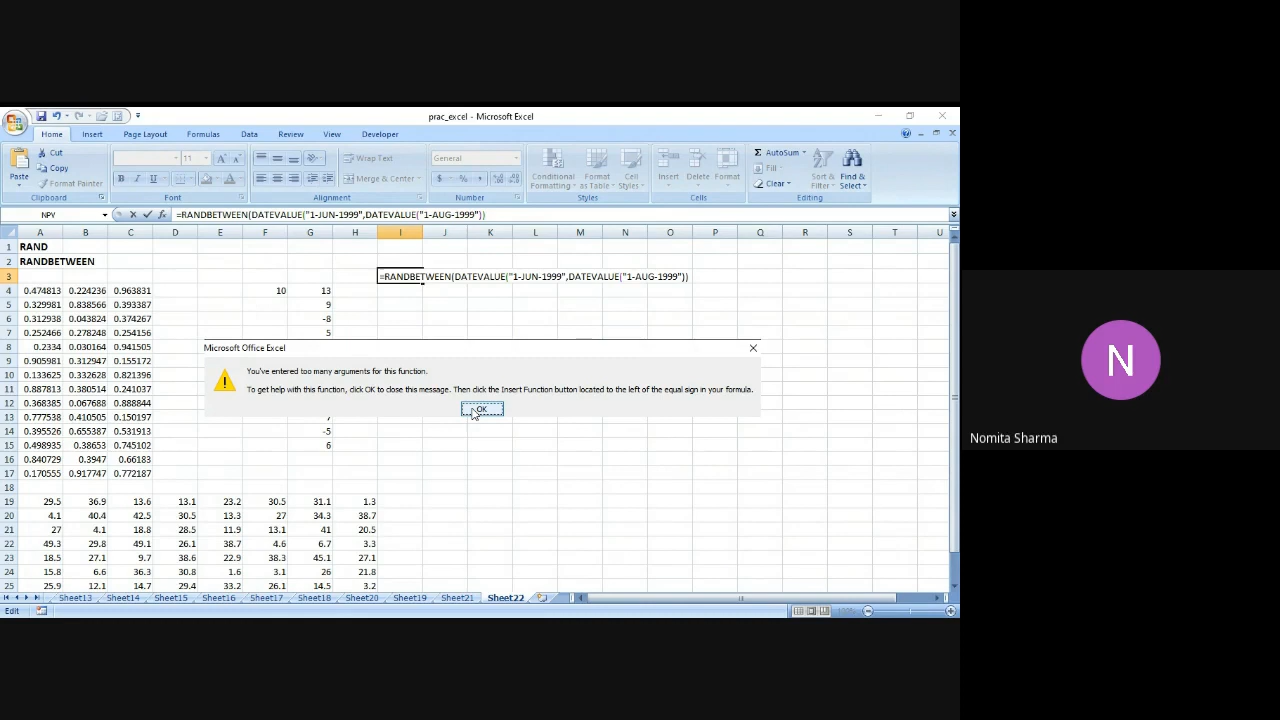 prac_excel - Microsoft Excel
Home Insert Page Layout Formulas Data Review View Developer
Paste Cut Copy Format Painter Clipboard
11 B I U Font
Wrap Text Merge & Center Alignment
General $ % , Number
Conditional Formatting Format as Table Cell Styles Styles
Insert Delete Format Cells
Σ AutoSum Fill Clear Sort & Filter Find & Select Editing
NPV fx =RANDBETWEEN(DATEVALUE("1-JUN-1999",DATEVALUE("1-AUG-1999"))
A B C D E F G H I J K L M N O P Q R S T U
1 RAND
2 RANDBETWEEN
3 =RANDBETWEEN(DATEVALUE("1-JUN-1999",DATEVALUE("1-AUG-1999"))
4 0.474813 0.224236 0.963831 10 13
5 0.329981 0.838566 0.393387 9
6 0.312938 0.043824 0.374267 -8
7 0.252466 0.278248 0.254156 5
8 0.2334 0.030164 0.941505
9 0.905981 0.312947 0.155172
10 0.133625 0.332628 0.821396
11 0.887813 0.380514 0.241037
12 0.368385 0.067688 0.888844
13 0.777538 0.410505 0.150197
14 0.395526 0.655387 0.531913 -5
15 0.498935 0.38653 0.745102 6
16 0.840729 0.3947 0.66183
17 0.170555 0.917747 0.772187
18
19 29.5 36.9 13.6 13.1 23.2 30.5 31.1 1.3
20 4.1 40.4 42.5 30.5 13.3 27 34.3 38.7
21 27 4.1 18.8 28.5 11.9 13.1 41 20.5
22 49.3 29.8 49.1 26.1 38.7 4.6 6.7 3.3
23 18.5 27.1 9.7 38.6 22.9 38.3 45.1 27.1
24 15.8 6.6 36.3 30.8 1.6 3.1 26 21.8
25 25.9 12.1 14.7 29.4 33.2 26.1 14.5 3.2
Microsoft Office Excel
You've entered too many arguments for this function.
To get help with this function, click OK to close this message. Then click the Insert Function button located to the left of the equal sign in your formula.
OK
Sheet13 Sheet14 Sheet15 Sheet16 Sheet17 Sheet18 Sheet20 Sheet19 Sheet21 Sheet22
Edit
N
Nomita Sharma